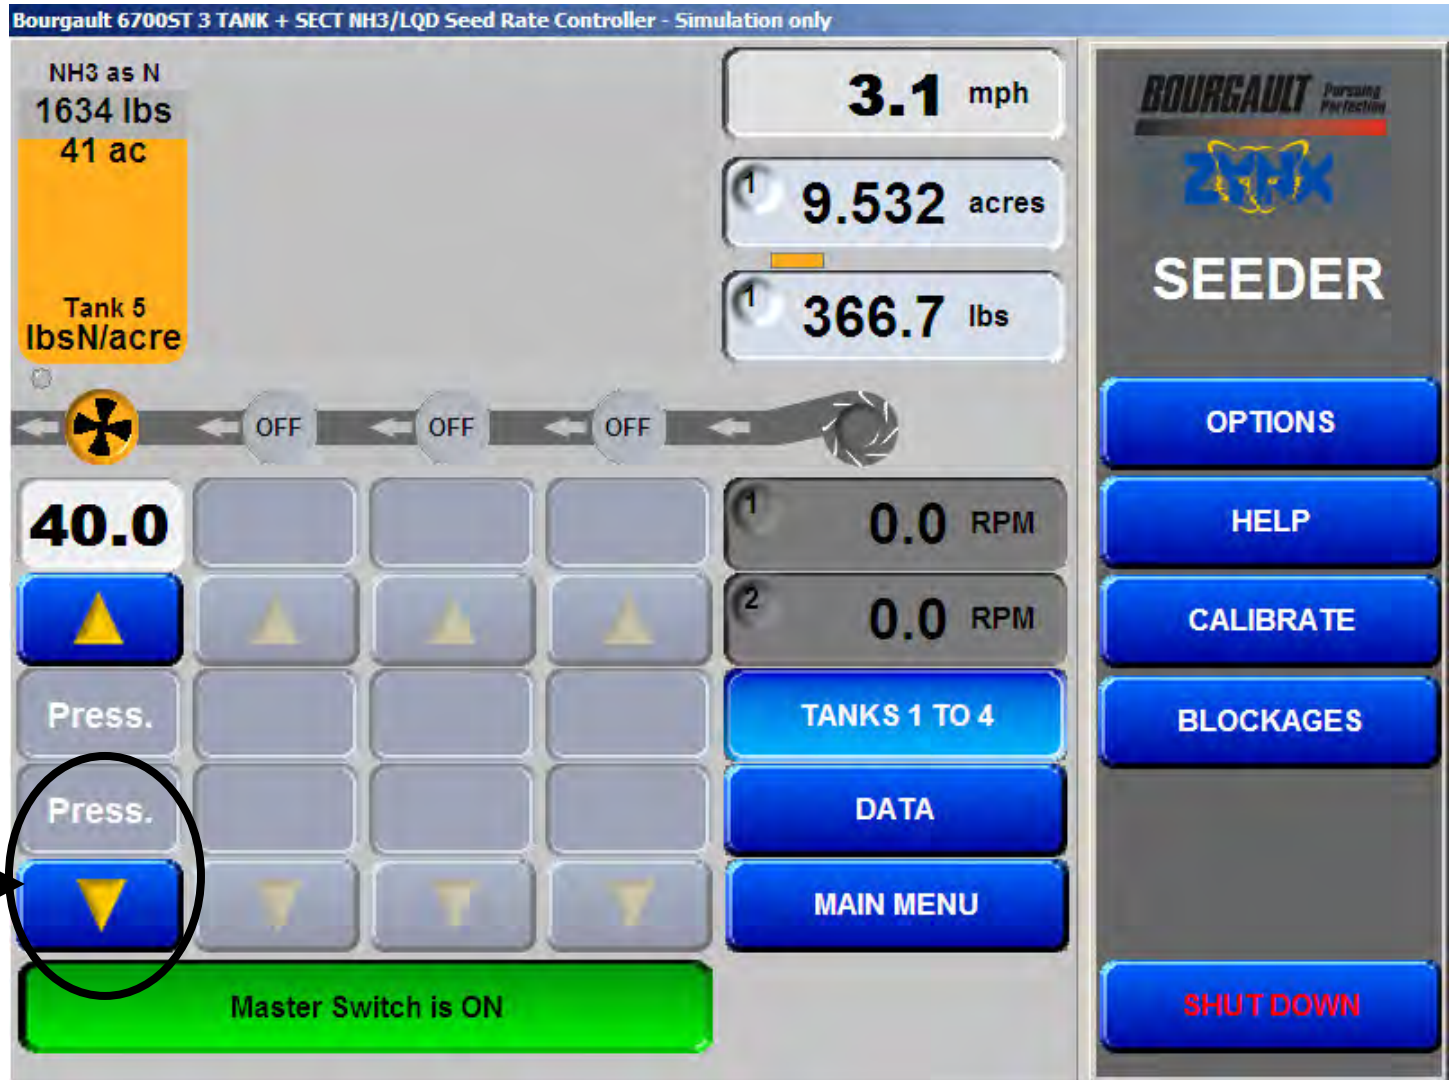 Bourgault 6700ST 3 TANK + SECT NH3/LQD Seed Rate Controller - Simulation only
NH3 as N
1634 lbs
41 ac
Tank 5
lbsN/acre
3.1 mph
1 9.532 acres
1 366.7 lbs
OFF OFF OFF
40.0
1 0.0 RPM
2 0.0 RPM
Press.
TANKS 1 TO 4
Press.
DATA
MAIN MENU
Master Switch is ON
BOURGAULT Pursuing
Perfection
ZYNX
SEEDER
OPTIONS
HELP
CALIBRATE
BLOCKAGES
SHUT DOWN